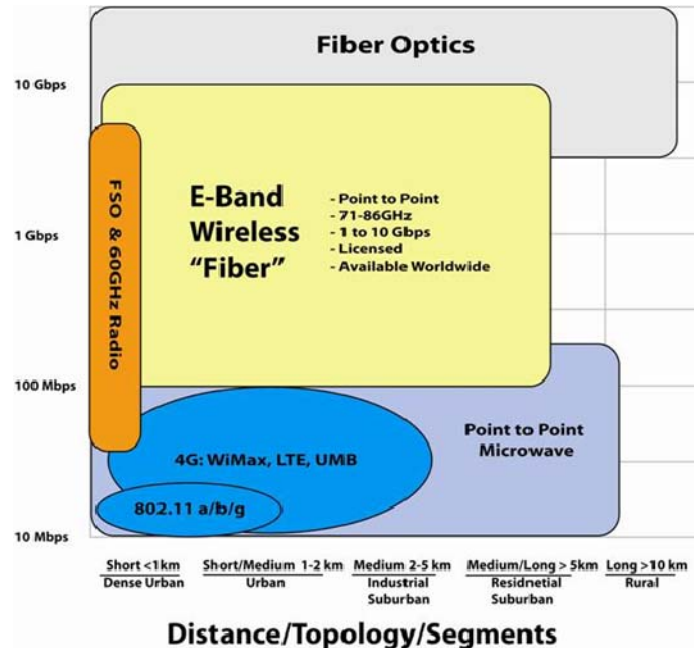 Fiber Optics
10 Gbps
E-Band
Wireless
"Fiber"
- Point to Point
- 71-86GHz
- 1 to 10 Gbps
- Licensed
- Available Worldwide
FSO & 60GHz Radio
1 Gbps
100 Mbps
Point to Point
Microwave
4G: WiMax, LTE, UMB
802.11 a/b/g
10 Mbps
Short <1km
Dense Urban
Short/Medium 1-2 km
Urban
Medium 2-5 km
Industrial
Suburban
Medium/Long > 5km
Residnetial
Suburban
Long >10 km
Rural
Distance/Topology/Segments